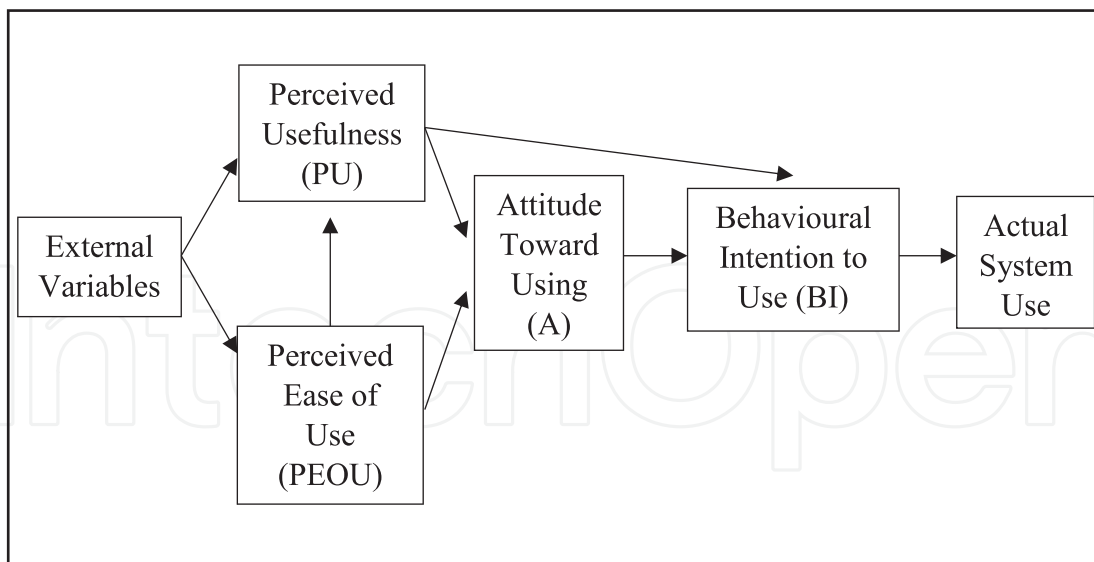 External
Variables
Perceived
Usefulness
(PU)
Perceived
Ease of
Use
(PEOU)
Attitude
Toward
Using
(A)
Behavioural
Intention to
Use (BI)
Actual
System
Use
IntechOpen